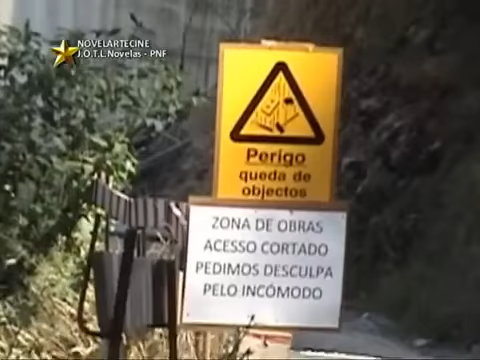 NOVELARTECINE
J.O.T.L.Novelas - PNF
Perigo
queda de
objectos
ZONA DE OBRAS
ACESSO CORTADO
PEDIMOS DESCULPA
PELO INCÓMODO